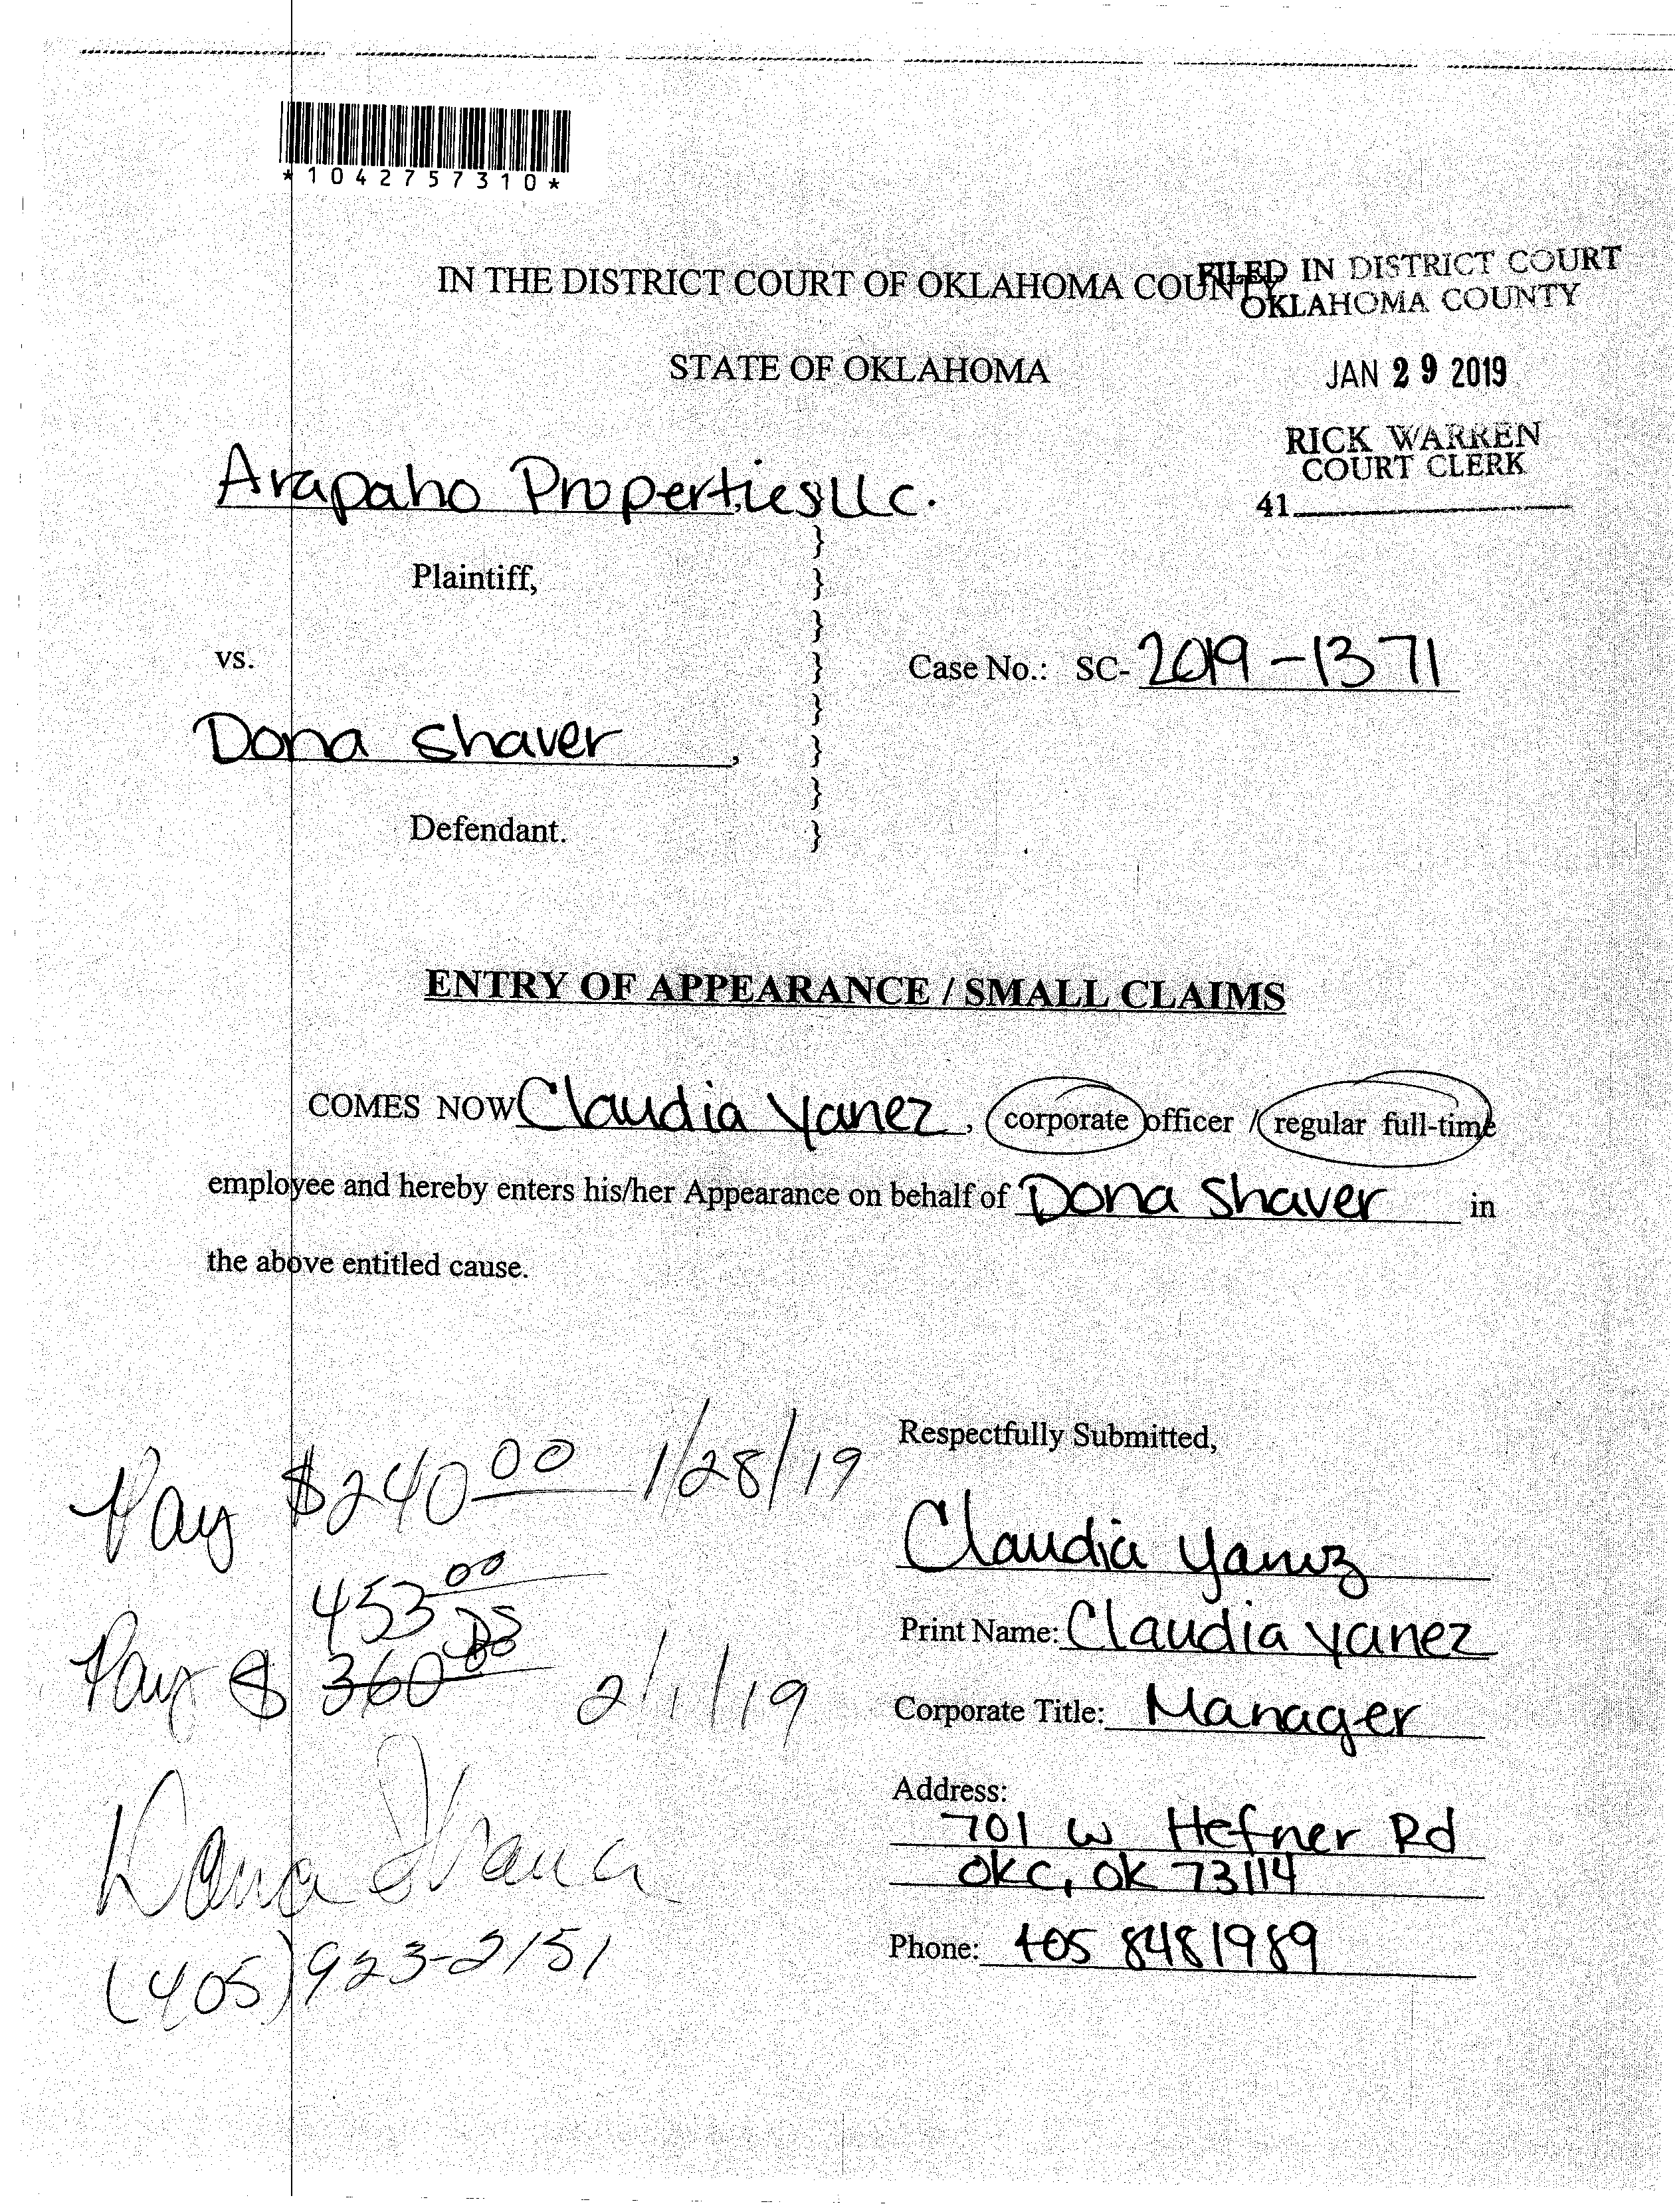 *1042757310*
IN THE DISTRICT COURT OF OKLAHOMA COUNTY
FILED IN DISTRICT COURT
OKLAHOMA COUNTY
STATE OF OKLAHOMA
JAN 29 2019
RICK WARREN
COURT CLERK
41
Arapaho Properties llc.
Plaintiff,
vs.
Case No.: SC- 2019-1371
Dona Shaver,
Defendant.
ENTRY OF APPEARANCE / SMALL CLAIMS
COMES NOW Claudia Yanez, corporate officer / regular full-time
employee and hereby enters his/her Appearance on behalf of Dona Shaver in
the above entitled cause.
Respectfully Submitted,
Pay $240 00 1/28/19
Claudia Yanez
453 00
DS
Print Name: Claudia Yanez
Pay $ 360 2/1/19
Corporate Title: Manager
Address:
701 W Hefner Rd
OKC, OK 73114
Phone: 405 848 1989
(405) 923-2151